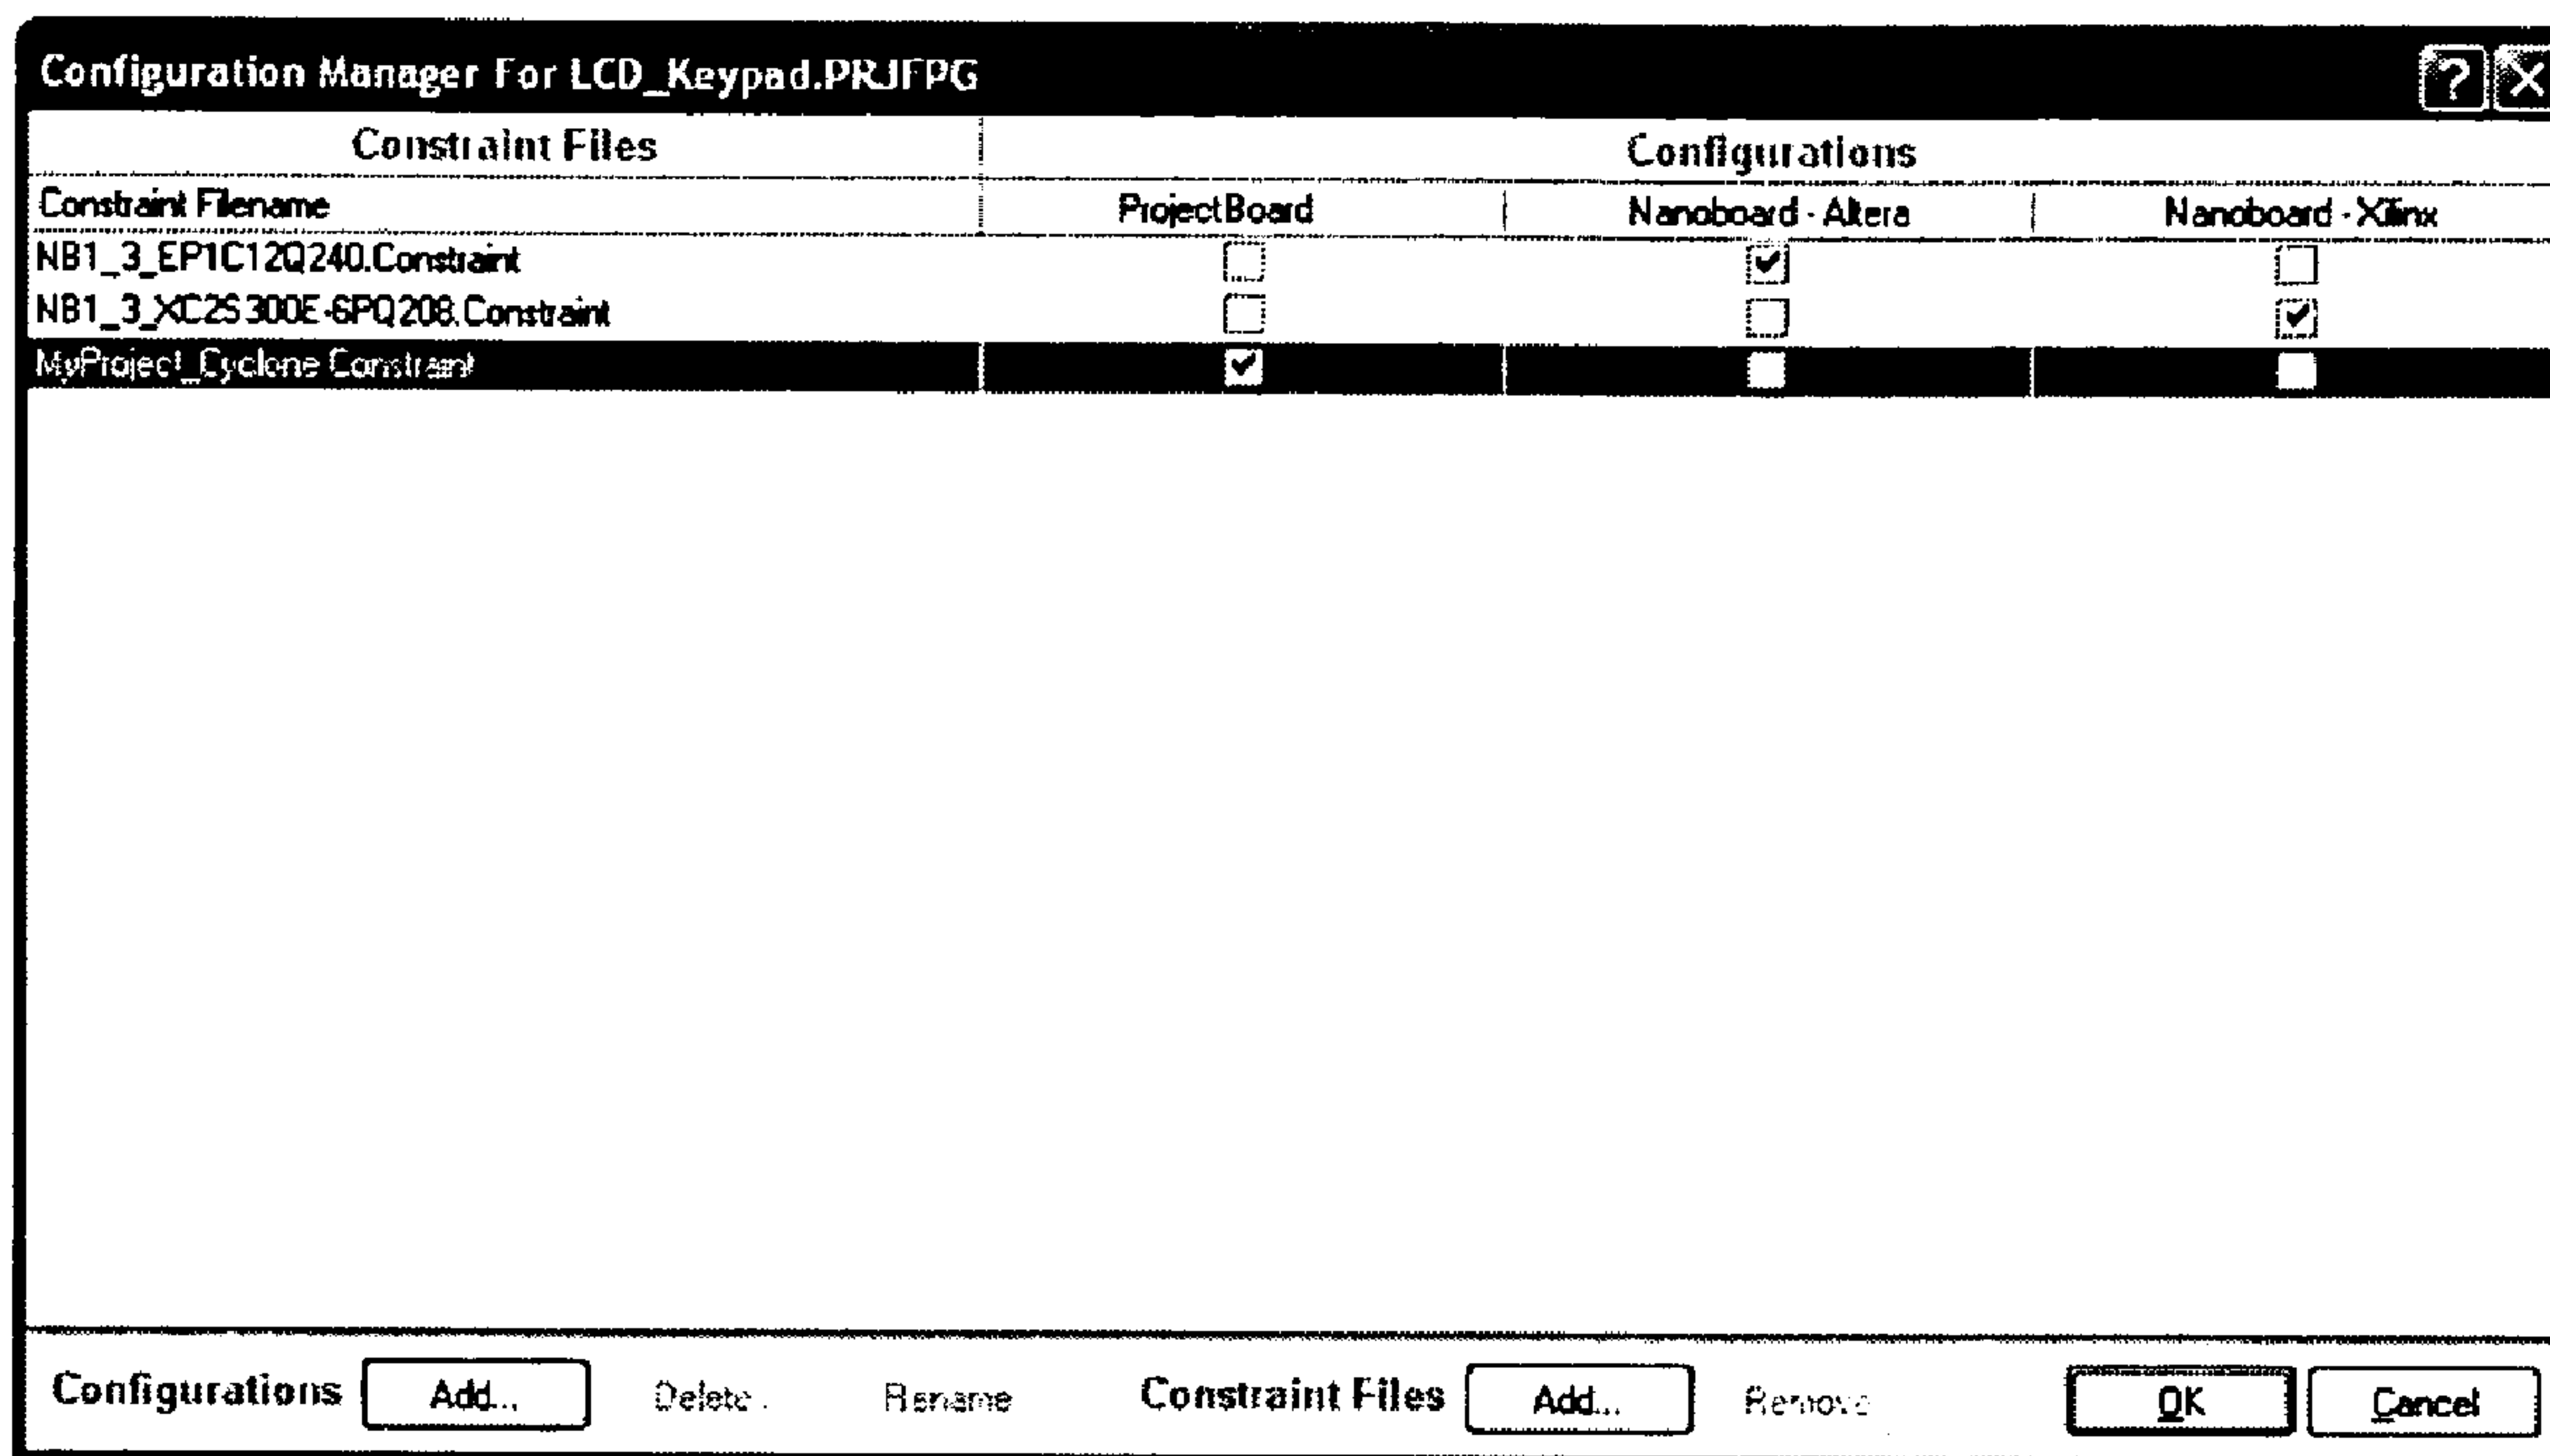 Configuration Manager For LCD_Keypad.PRJFPG
Constraint Files Configurations
Constraint Filename ProjectBoard Nanoboard - Altera Nanoboard - Xilinx
NB1_3_EP1C12Q240.Constraint
NB1_3_XC2S300E-6PQ208.Constraint
MyProject_Cyclone Constraint
Configurations Add... Delete... Rename Constraint Files Add... Remove OK Cancel